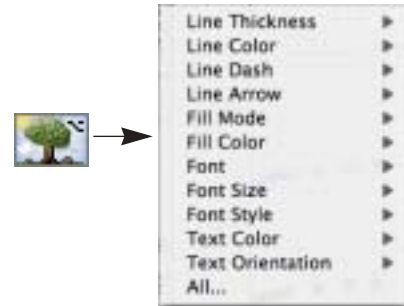 Line Thickness
Line Color
Line Dash
Line Arrow
Fill Mode
Fill Color
Font
Font Size
Font Style
Text Color
Text Orientation
All...